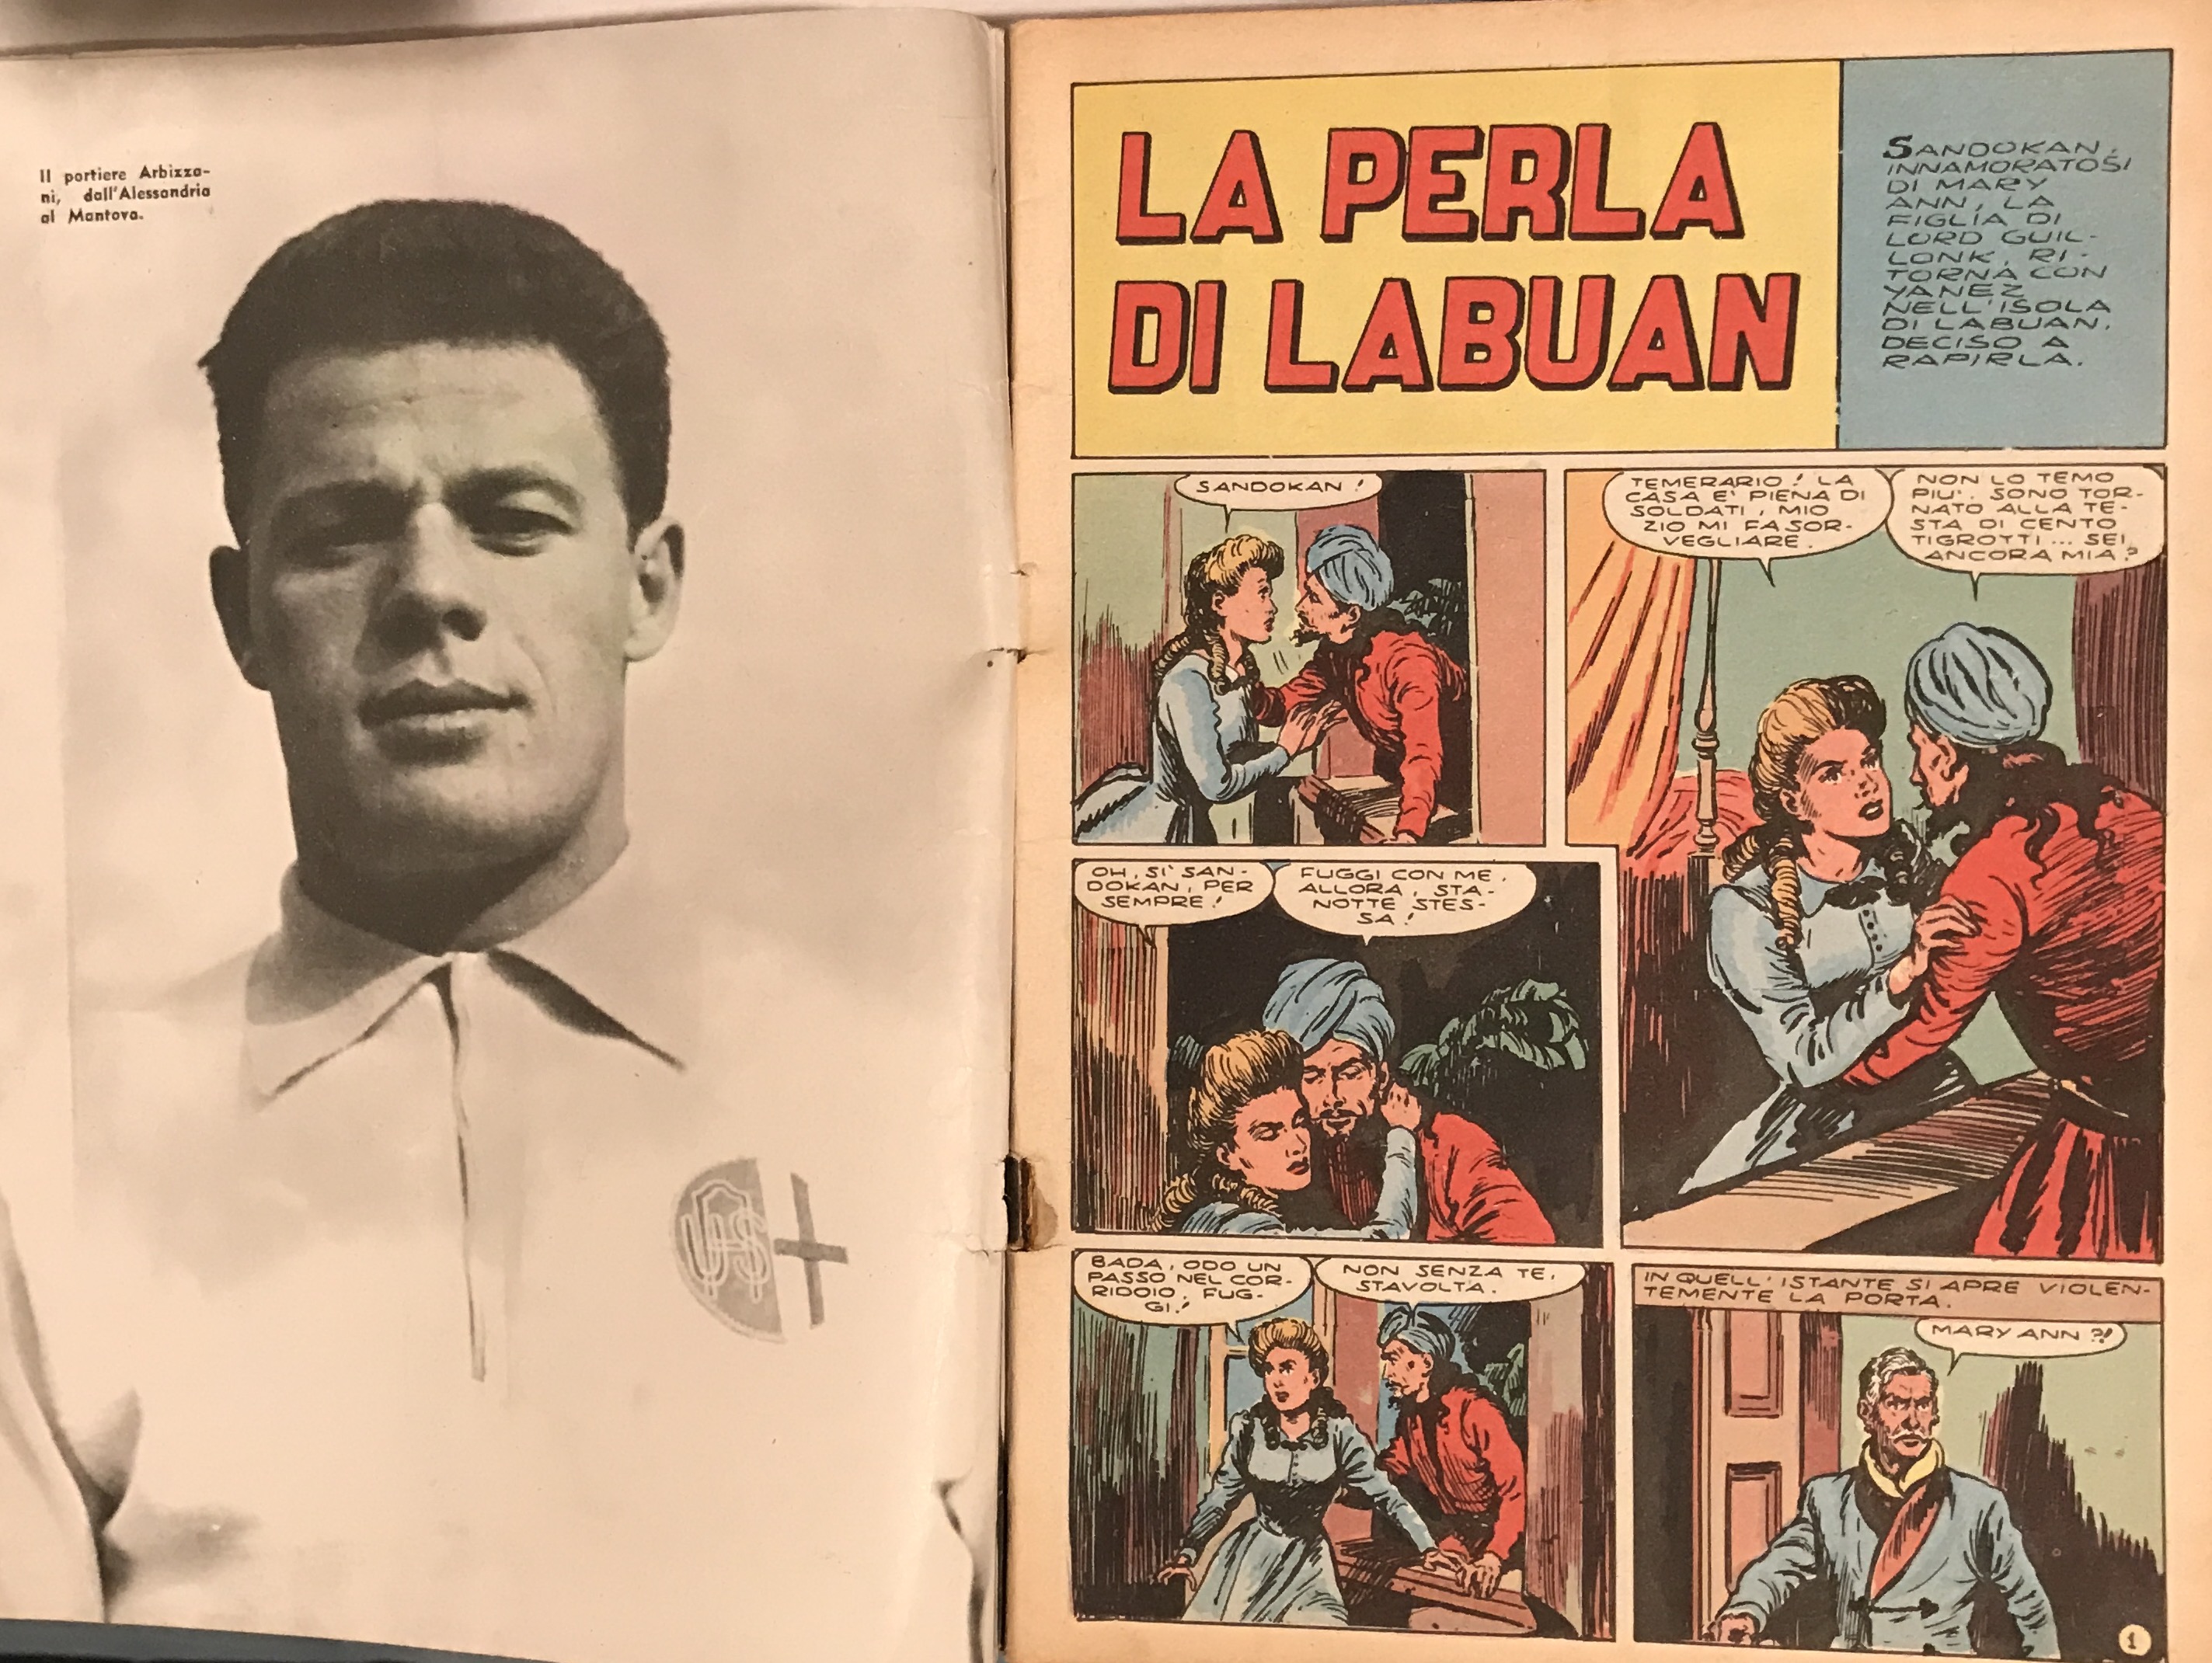 Il portiere Arbizza-
ni, dall'Alessandria
al Mantova.
LA PERLA
DI LABUAN
SANDOKAN,
INNAMORATOSI
DI MARY
ANN, LA
FIGLIA DI
LORD GUIL-
LONK, RI-
TORNA CON
YANEZ
NELL'ISOLA
DI LABUAN,
DECISO A
RAPIRLA.
SANDOKAN!
TEMERARIO! LA
CASA E' PIENA DI
SOLDATI, MIO
ZIO MI FA SOR-
VEGLIARE.
NON LO TEMO
PIU'. SONO TOR-
NATO ALLA TE-
STA DI CENTO
TIGROTTI... SEI
ANCORA MIA?
OH, SI' SAN-
DOKAN, PER
SEMPRE!
FUGGI CON ME,
ALLORA, STA-
NOTTE STES-
SA!
BADA, ODO UN
PASSO NEL COR-
RIDOIO. FUG-
GI!
NON SENZA TE,
STAVOLTA.
IN QUELL'ISTANTE SI APRE VIOLEN-
TEMENTE LA PORTA.
MARY ANN?!
1